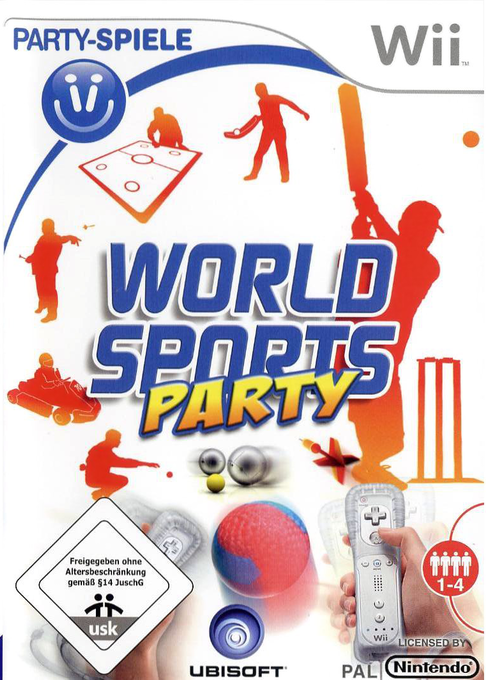 PARTY-SPIELE
Wii™
WORLD
SPORTS
PARTY
Freigegeben ohne
Altersbeschränkung
gemäß §14 JuschG
usk
UBISOFT®
Wii
1-4
LICENSED BY
PAL
Nintendo®